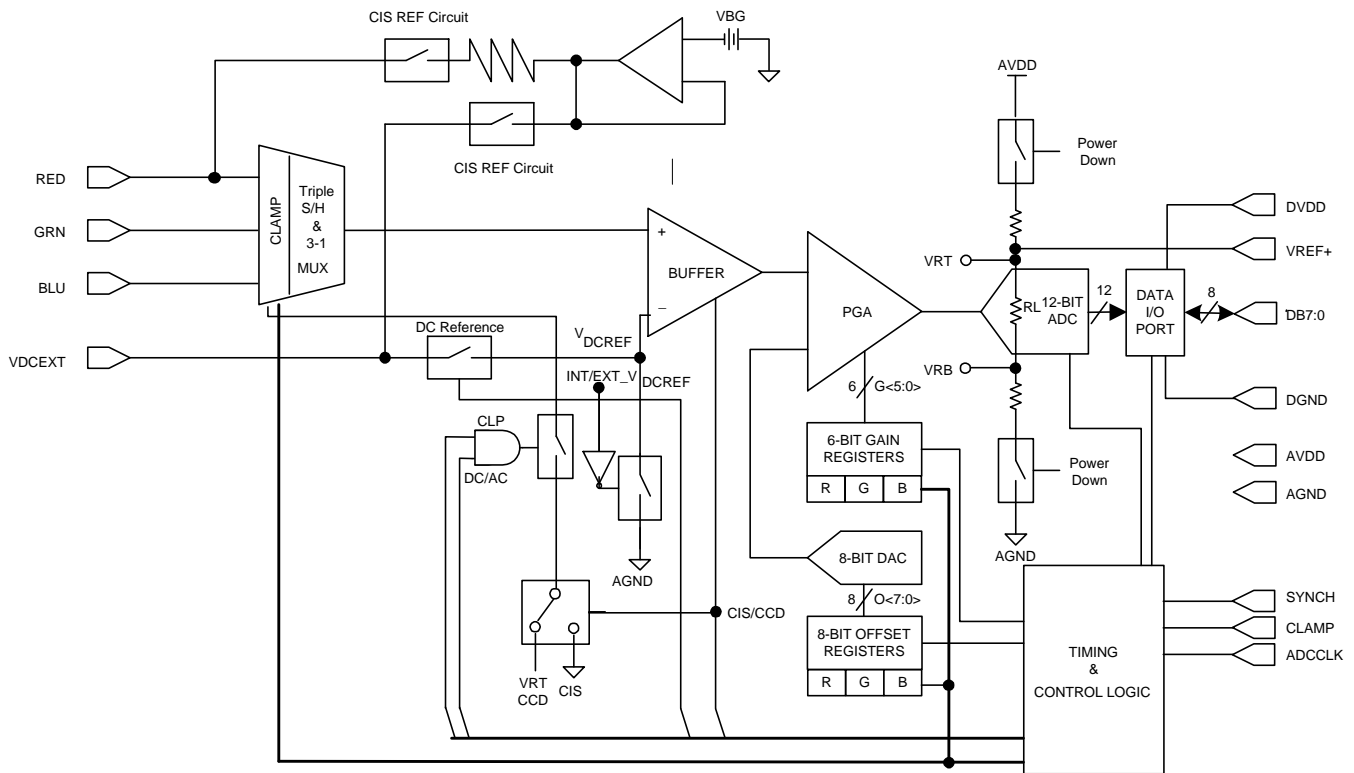 CIS REF Circuit
VBG
CIS REF Circuit
AVDD
Power
Down
RED
GRN
BLU
VDCEXT
CLAMP
Triple
S/H
&
3-1
MUX
+
BUFFER
_
DC Reference
VDCREF
INT/EXT_VDCREF
CLP
DC/AC
AGND
VRT
CCD
CIS
CIS/CCD
PGA
6
G<5:0>
6-BIT GAIN
REGISTERS
R
G
B
8-BIT DAC
8
O<7:0>
8-BIT OFFSET
REGISTERS
R
G
B
VRT
RL
12-BIT
ADC
VRB
12
DATA
I/O
PORT
8
Power
Down
AGND
TIMING
&
CONTROL LOGIC
DVDD
VREF+
DB7:0
DGND
AVDD
AGND
SYNCH
CLAMP
ADCCLK